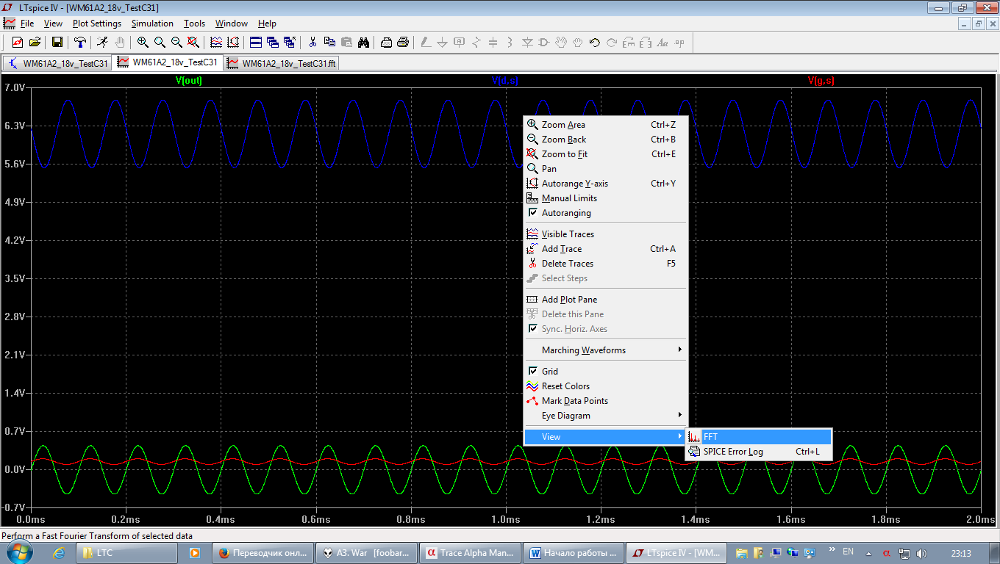 LTspice IV - [WM61A2_18v_TestC31]
File View Plot Settings Simulation Tools Window Help
WM61A2_18v_TestC31 WM61A2_18v_TestC31 WM61A2_18v_TestC31.fft
V(out) V(d,s) V(g,s)
7.0V
6.3V
5.6V
4.9V
4.2V
3.5V
2.8V
2.1V
1.4V
0.7V
0.0V
-0.7V
0.0ms 0.2ms 0.4ms 0.6ms 0.8ms 1.0ms 1.2ms 1.4ms 1.6ms 1.8ms 2.0ms
Zoom Area Ctrl+Z
Zoom Back Ctrl+B
Zoom to Fit Ctrl+E
Pan
Autorange Y-axis Ctrl+Y
Manual Limits
Autoranging
Visible Traces
Add Trace Ctrl+A
Delete Traces F5
Select Steps
Add Plot Pane
Delete this Pane
Sync. Horiz. Axes
Marching Waveforms
Grid
Reset Colors
Mark Data Points
Eye Diagram
View
FFT
SPICE Error Log Ctrl+L
Perform a Fast Fourier Transform of selected data
LTC Переводчик онл... A3. War [foobar... Trace Alpha Man... Начало работы ... LTspice IV - [WM... EN 23:13